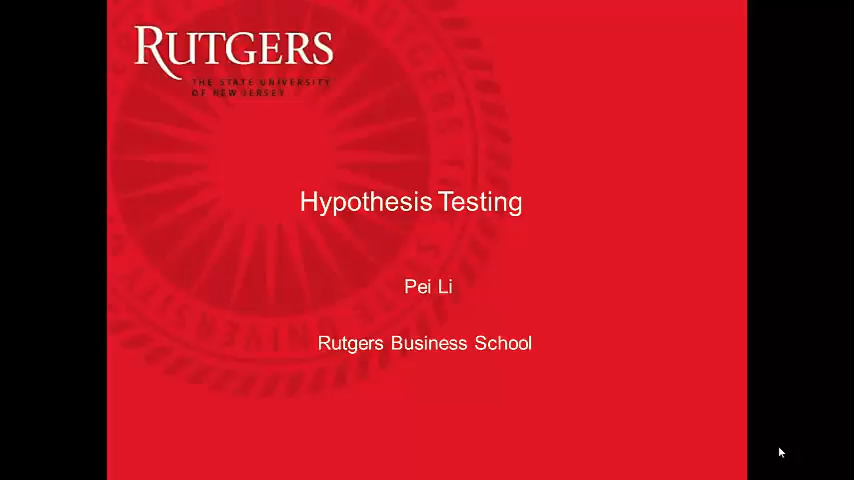 RUTGERS
THE STATE UNIVERSITY
OF NEW JERSEY
Hypothesis Testing
Pei Li
Rutgers Business School